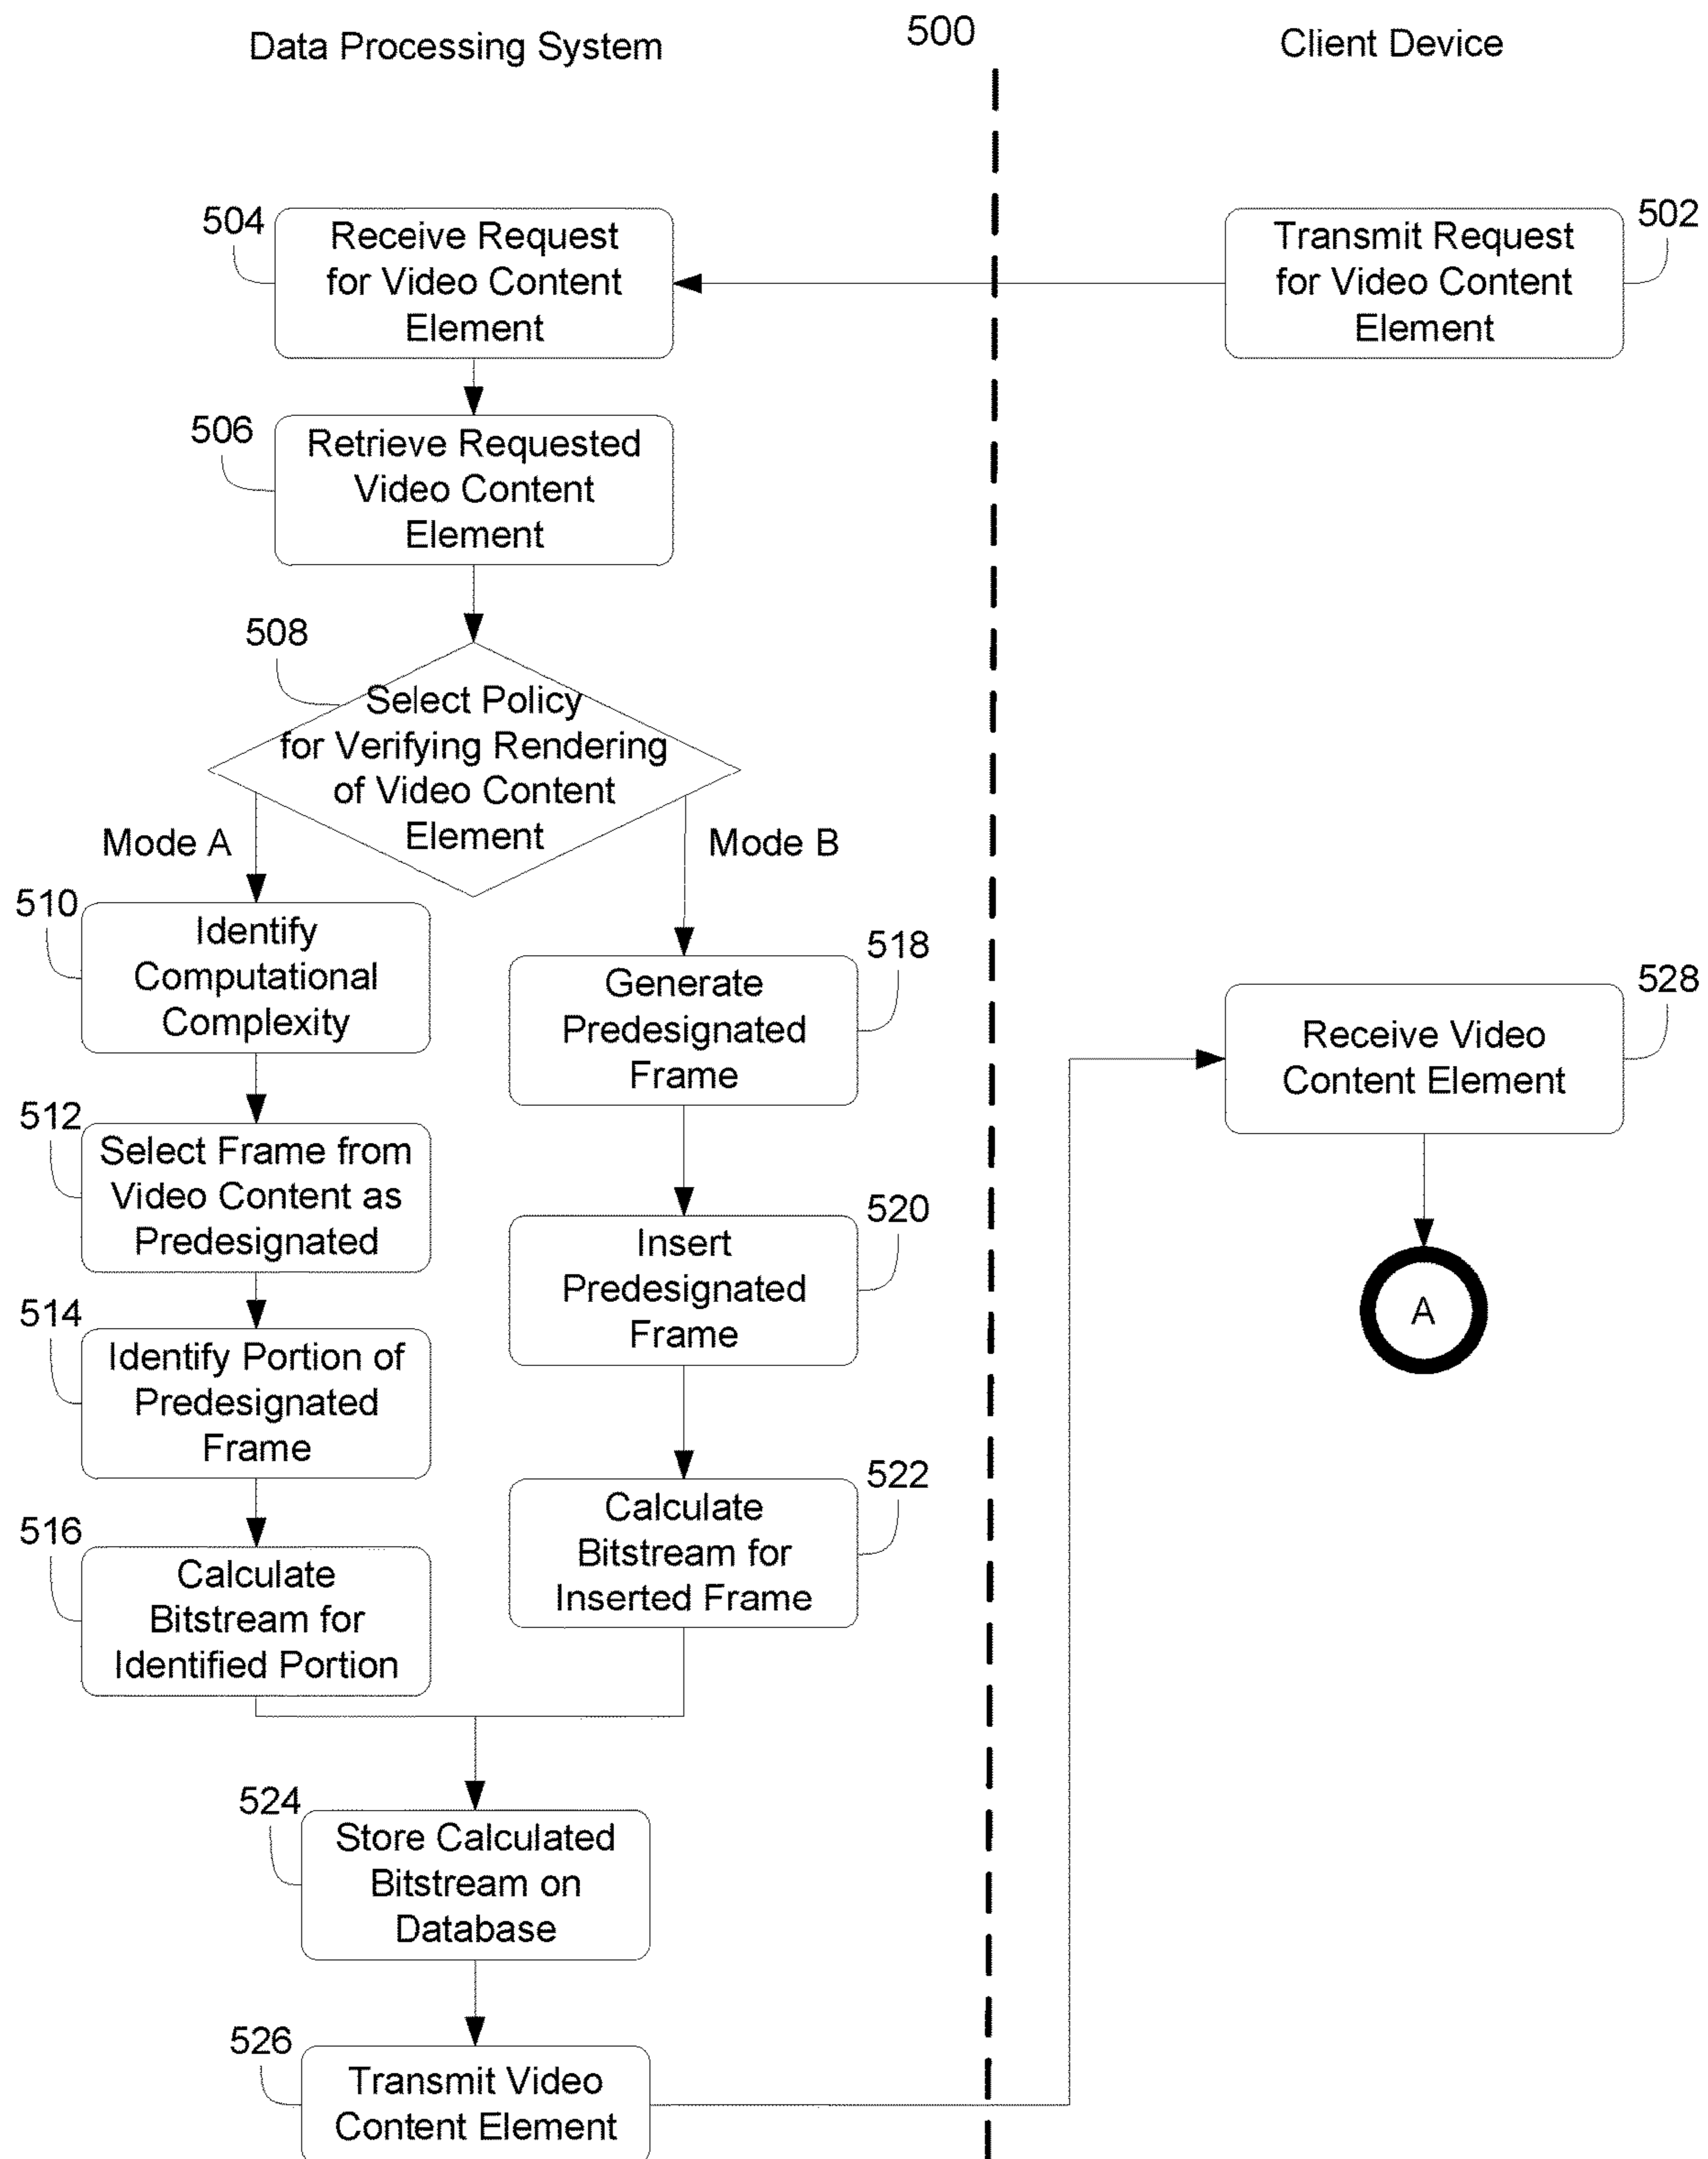 Data Processing System
500
Client Device
504
Receive Request
for Video Content
Element
502
Transmit Request
for Video Content
Element
506
Retrieve Requested
Video Content
Element
508
Select Policy
for Verifying Rendering
of Video Content
Element
Mode A
Mode B
510
Identify
Computational
Complexity
512
Select Frame from
Video Content as
Predesignated
514
Identify Portion of
Predesignated
Frame
516
Calculate
Bitstream for
Identified Portion
518
Generate
Predesignated
Frame
520
Insert
Predesignated
Frame
522
Calculate
Bitstream for
Inserted Frame
524
Store Calculated
Bitstream on
Database
526
Transmit Video
Content Element
528
Receive Video
Content Element
A